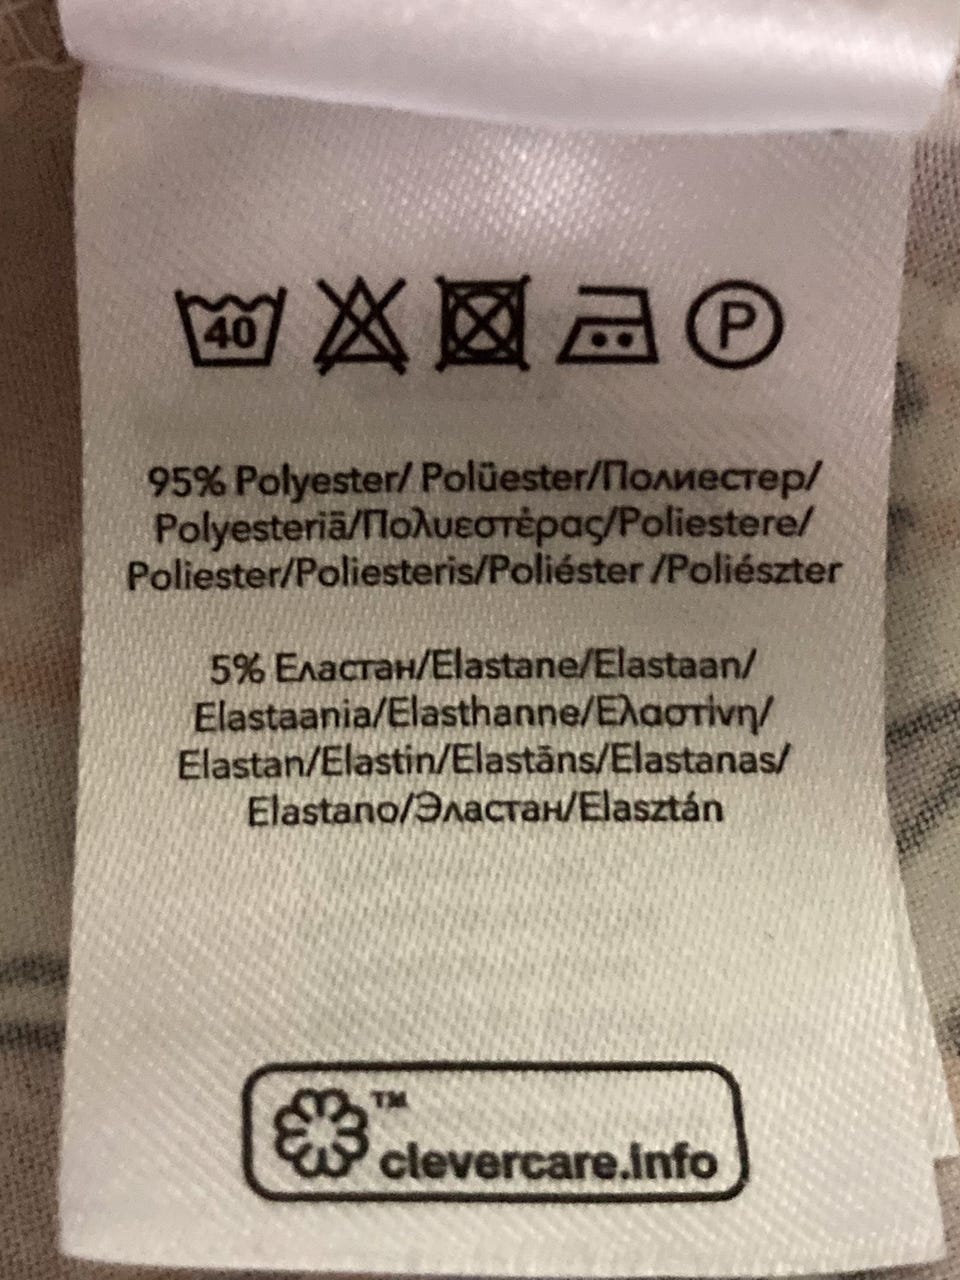 40 P
95% Polyester/ Polüester/Полиестер/
Polyesteriä/Πολυεστέρας/Poliestere/
Poliester/Poliesteris/Poliéster /Poliészter
5% Еластан/Elastane/Elastaan/
Elastaania/Elasthanne/Ελαστίνη/
Elastan/Elastin/Elastāns/Elastanas/
Elastano/Эластан/Elasztán
TM
clevercare.info